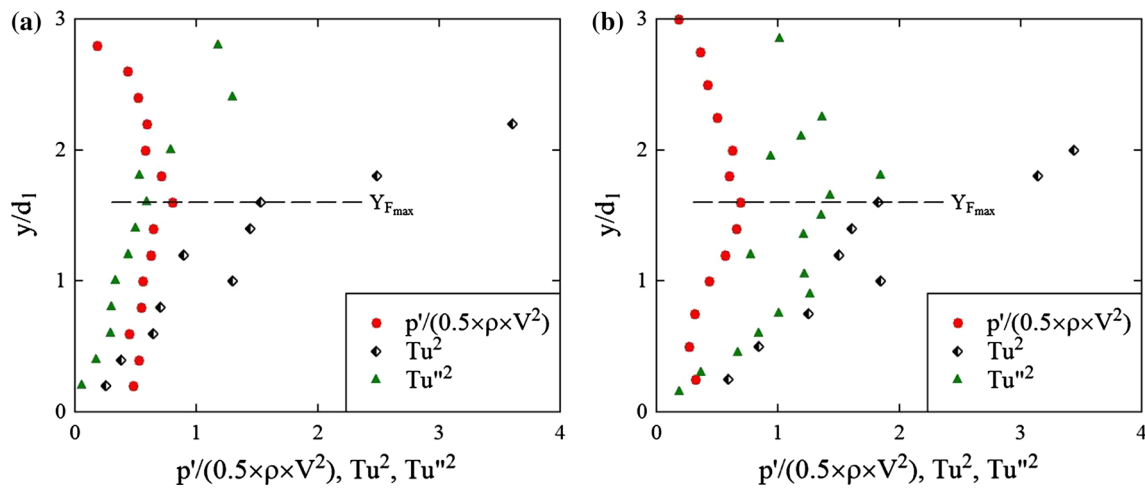 (a)
3
2
1
0
y/d₁
Y_Fmax
p'/(0.5×ρ×V²)
Tu²
Tu"²
0 1 2 3 4
p'/(0.5×ρ×V²), Tu², Tu"²
(b)
3
2
1
0
y/d₁
Y_Fmax
p'/(0.5×ρ×V²)
Tu²
Tu"²
0 1 2 3 4
p'/(0.5×ρ×V²), Tu², Tu"²